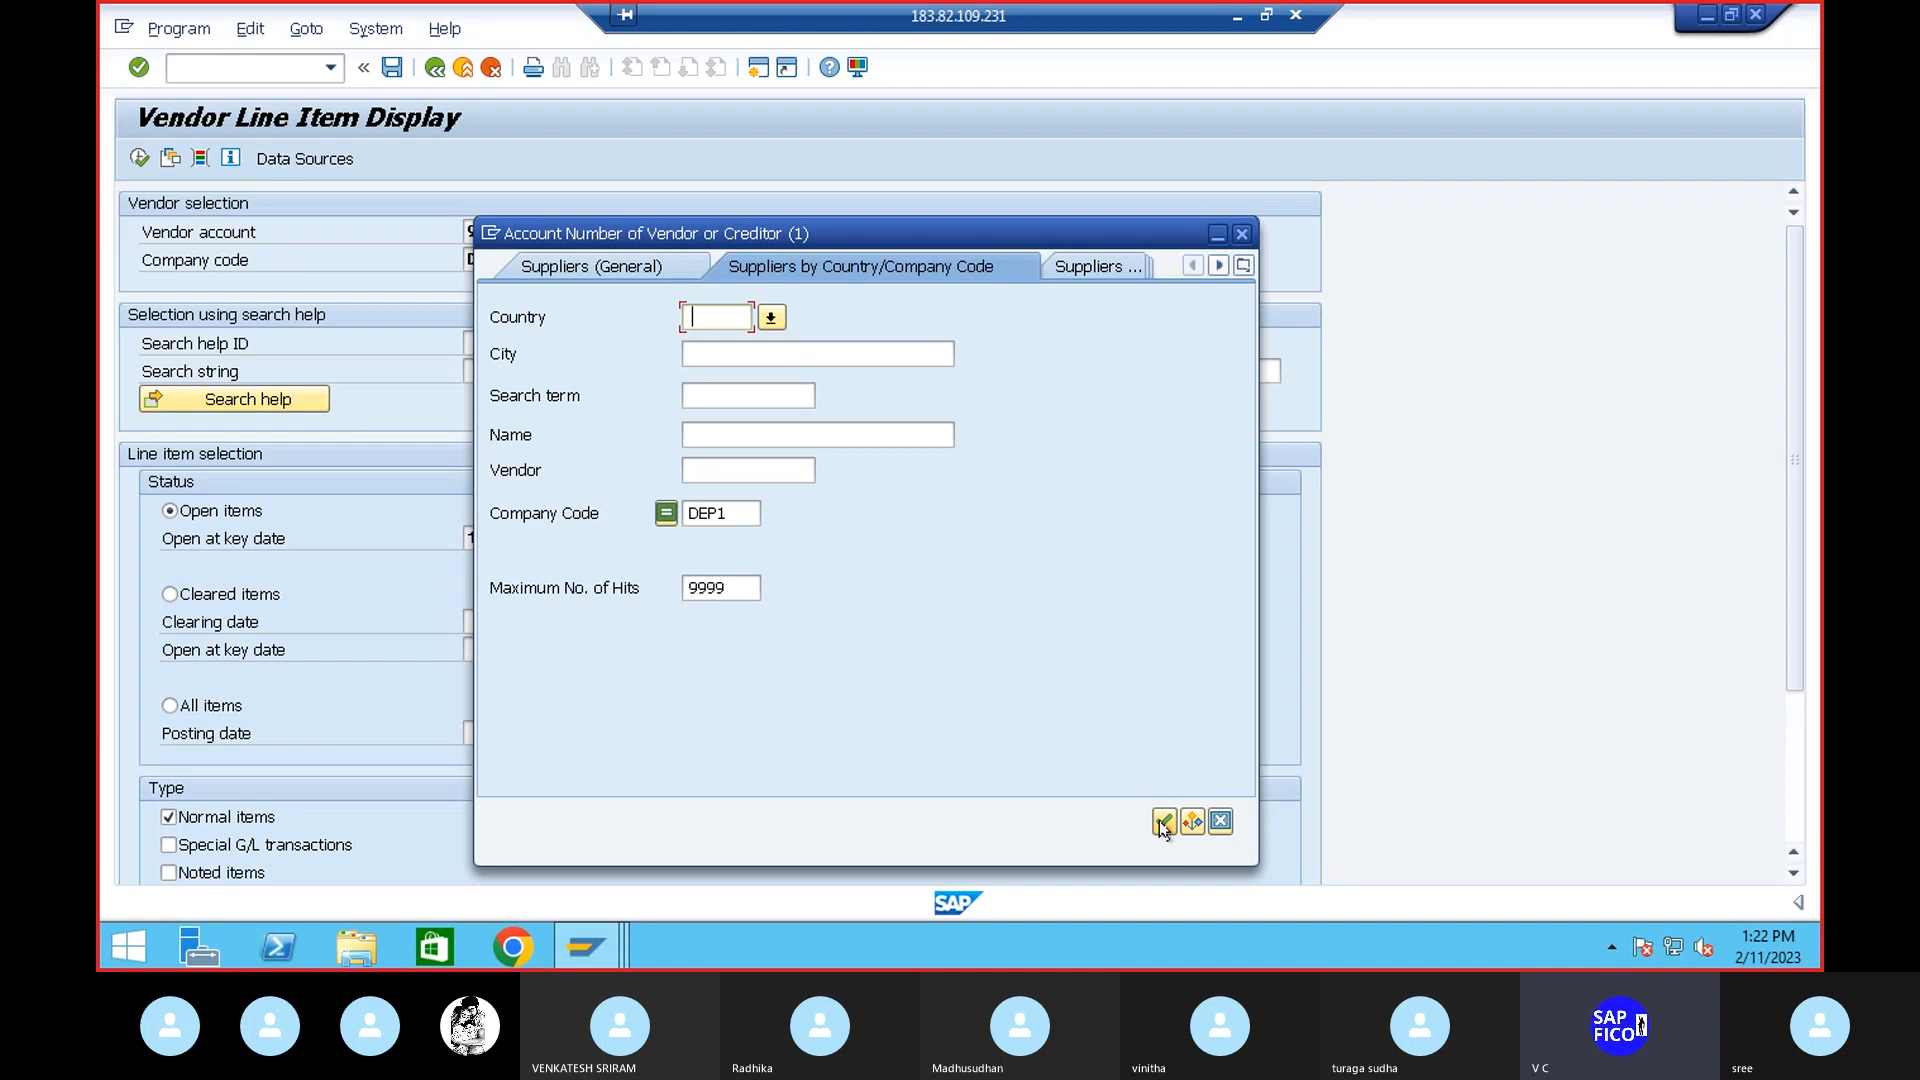 183.82.109.231
Program Edit Goto System Help
Vendor Line Item Display
Data Sources
Vendor selection
Vendor account
Company code
Selection using search help
Search help ID
Search string
Search help
Line item selection
Status
Open items
Open at key date
Cleared items
Clearing date
Open at key date
All items
Posting date
Type
Normal items
Special G/L transactions
Noted items
Account Number of Vendor or Creditor (1)
Suppliers (General) Suppliers by Country/Company Code Suppliers ...
Country
City
Search term
Name
Vendor
Company Code DEP1
Maximum No. of Hits 9999
SAP
1:22 PM
2/11/2023
SAP
FICO
VENKATESH SRIRAM Radhika Madhusudhan vinitha turaga sudha V C sree